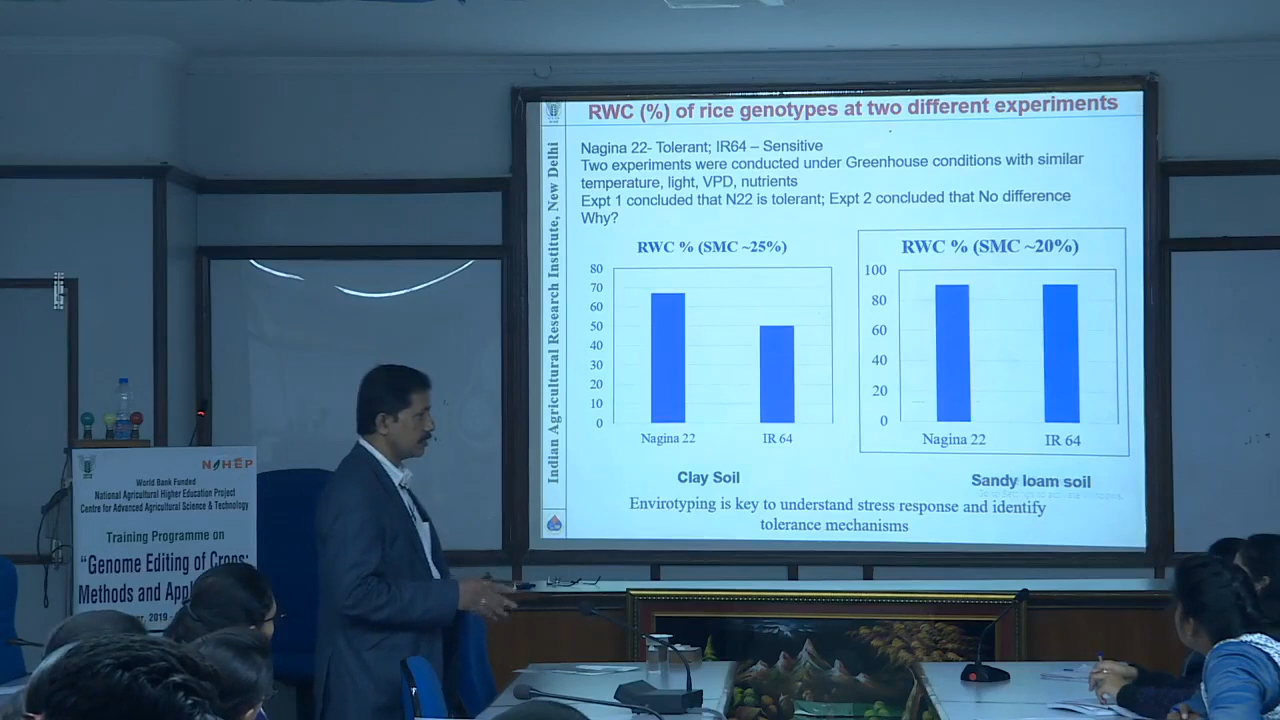 RWC (%) of rice genotypes at two different experiments
Indian Agricultural Research Institute, New Delhi
Nagina 22- Tolerant; IR64 – Sensitive
Two experiments were conducted under Greenhouse conditions with similar
temperature, light, VPD, nutrients
Expt 1 concluded that N22 is tolerant; Expt 2 concluded that No difference
Why?
RWC % (SMC ~25%)
80
70
60
50
40
30
20
10
0
Nagina 22 IR 64
Clay Soil
RWC % (SMC ~20%)
100
80
60
40
20
0
Nagina 22 IR 64
Sandy loam soil
Envirotyping is key to understand stress response and identify
tolerance mechanisms
NAHEP
World Bank Funded
National Agricultural Higher Education Project
Centre for Advanced Agricultural Science & Technology
Training Programme on
"Genome Editing of Crops:
Methods and Appl
2019